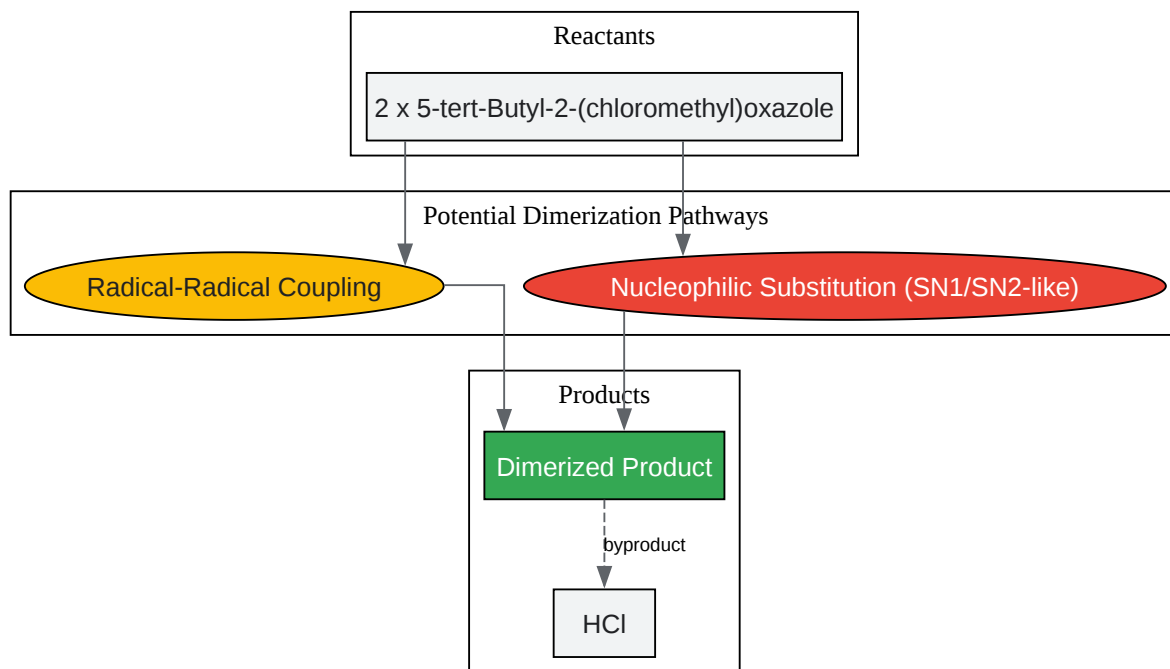 Reactants
2 x 5-tert-Butyl-2-(chloromethyl)oxazole
Potential Dimerization Pathways
Radical-Radical Coupling
Nucleophilic Substitution (SN1/SN2-like)
Products
Dimerized Product
byproduct
HCl